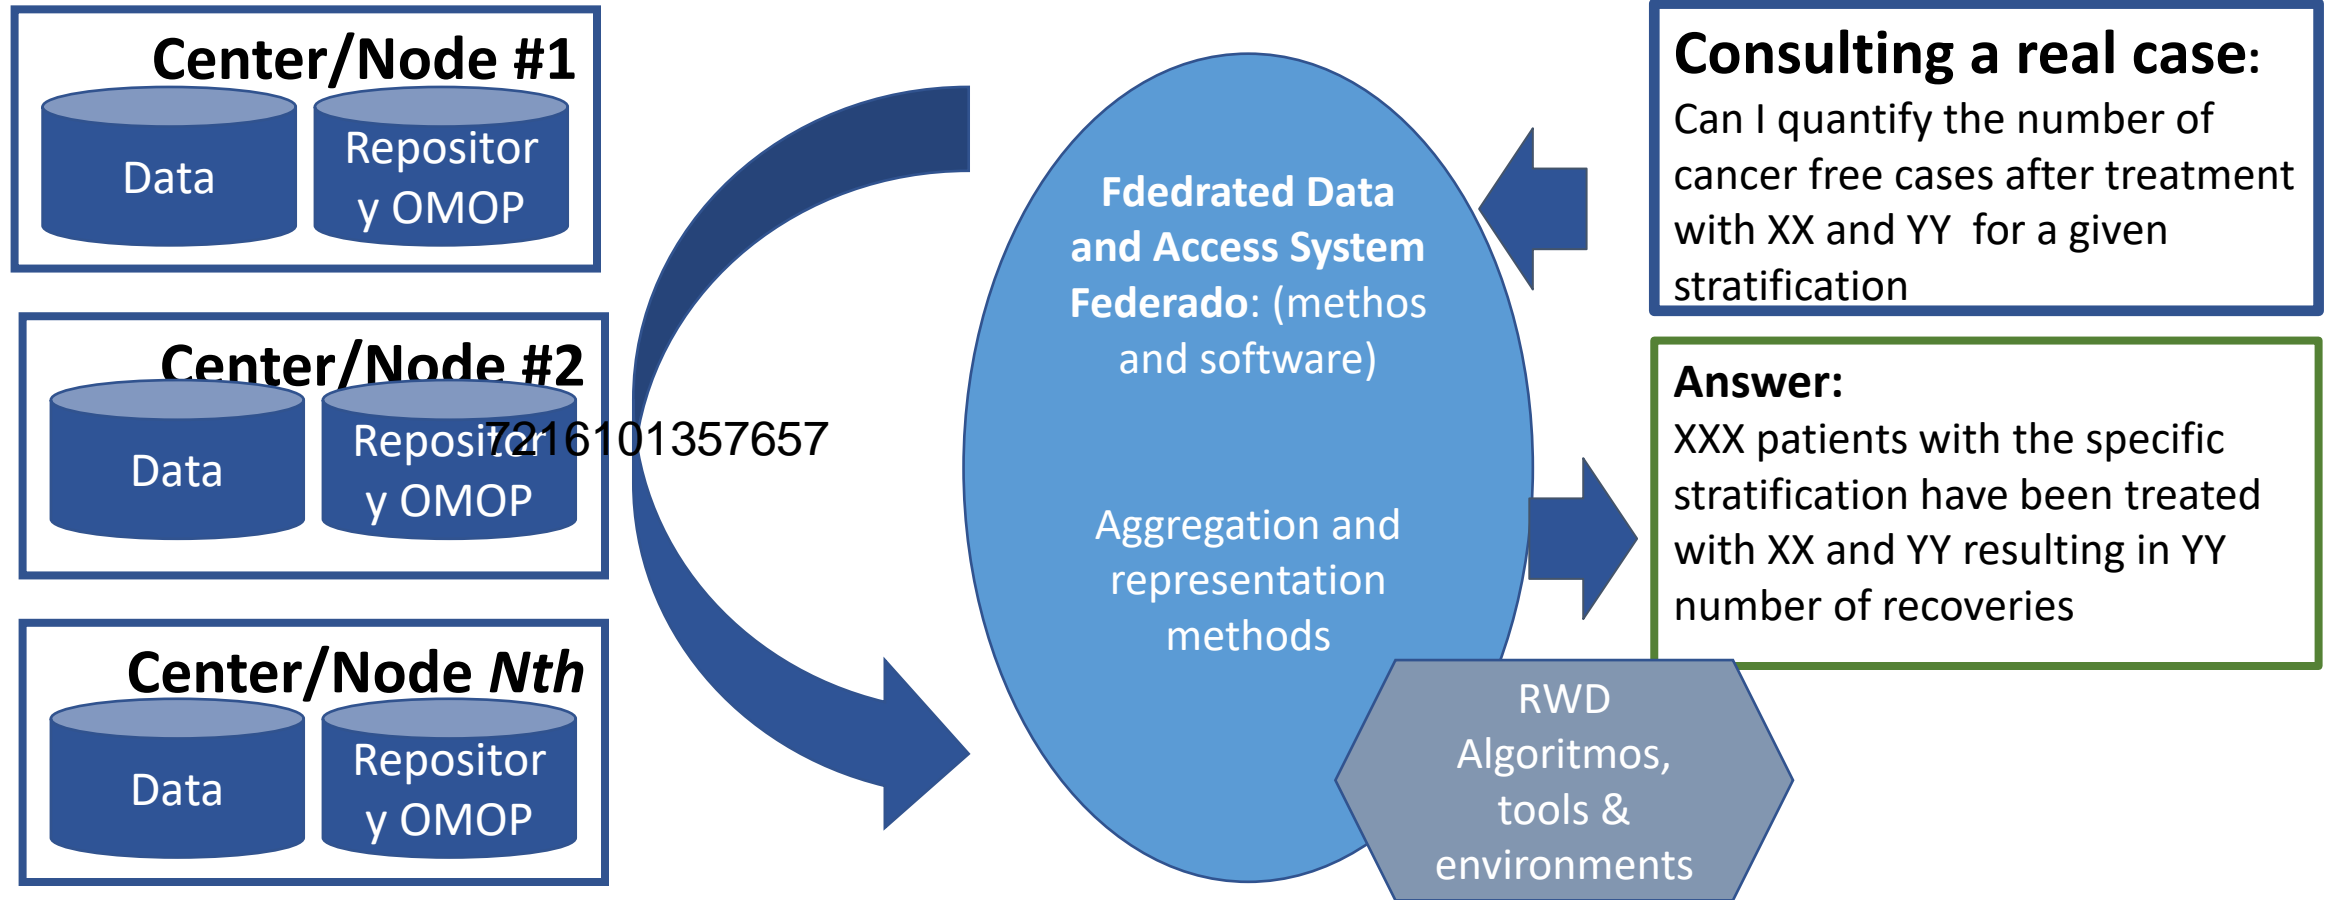 Center/Node #1
Data
Repositor
y OMOP
Center/Node #2
Data
Repositor
y OMOP
7216101357657
Center/Node Nth
Data
Repositor
y OMOP
Fdedrated Data
and Access System
Federado: (methos
and software)
Aggregation and
representation
methods
RWD
Algoritmos,
tools &
environments
Consulting a real case:
Can I quantify the number of
cancer free cases after treatment
with XX and YY  for a given
stratification
Answer:
XXX patients with the specific
stratification have been treated
with XX and YY resulting in YY
number of recoveries